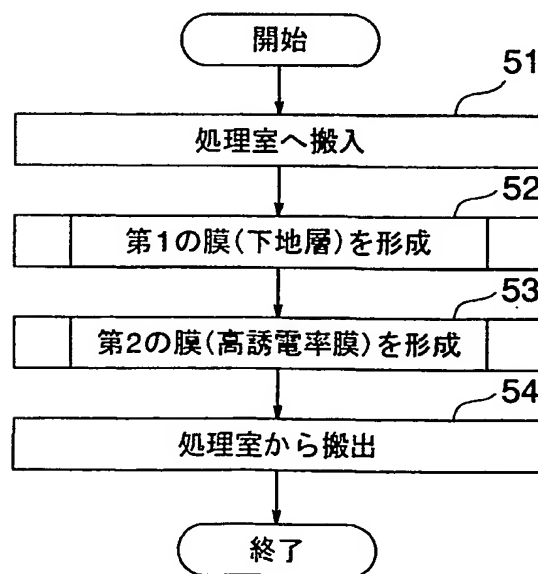 開始
51
処理室へ搬入
52
第1の膜(下地層)を形成
53
第2の膜(高誘電率膜)を形成
54
処理室から搬出
終了